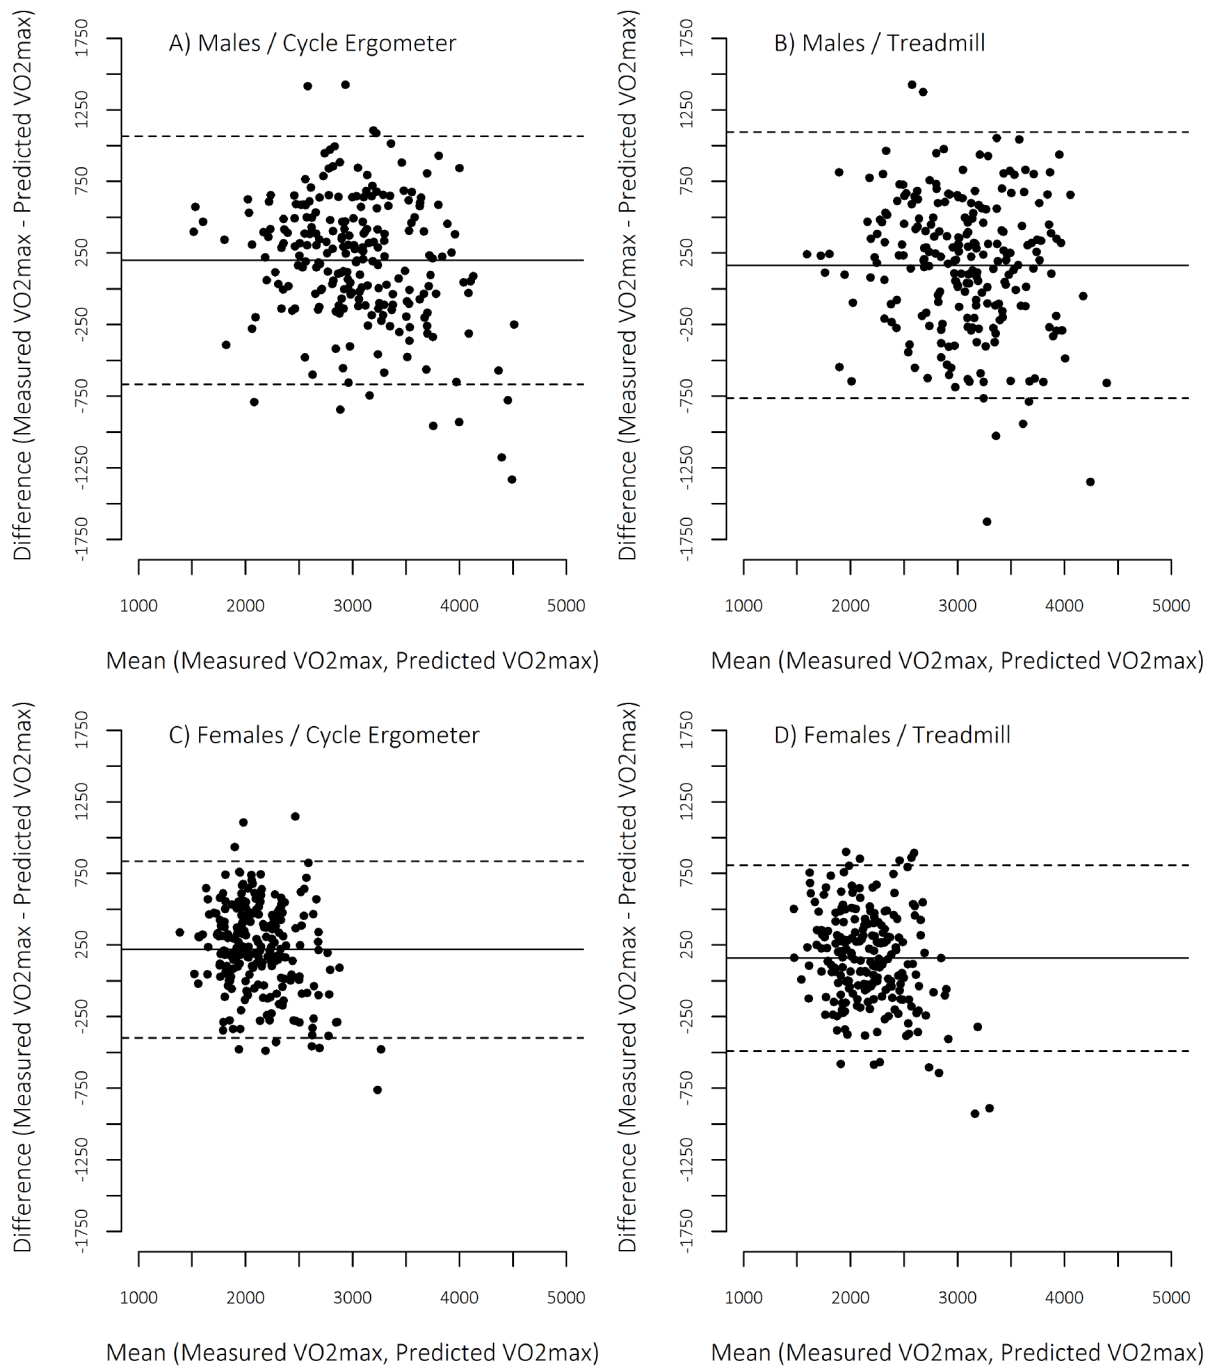 A) Males / Cycle Ergometer
Difference (Measured VO2max - Predicted VO2max)
1750
1250
750
250
-250
-750
-1250
-1750
1000 2000 3000 4000 5000
Mean (Measured VO2max, Predicted VO2max)
B) Males / Treadmill
Difference (Measured VO2max - Predicted VO2max)
1750
1250
750
250
-250
-750
-1250
-1750
1000 2000 3000 4000 5000
Mean (Measured VO2max, Predicted VO2max)
C) Females / Cycle Ergometer
Difference (Measured VO2max - Predicted VO2max)
1750
1250
750
250
-250
-750
-1250
-1750
1000 2000 3000 4000 5000
Mean (Measured VO2max, Predicted VO2max)
D) Females / Treadmill
Difference (Measured VO2max - Predicted VO2max)
1750
1250
750
250
-250
-750
-1250
-1750
1000 2000 3000 4000 5000
Mean (Measured VO2max, Predicted VO2max)